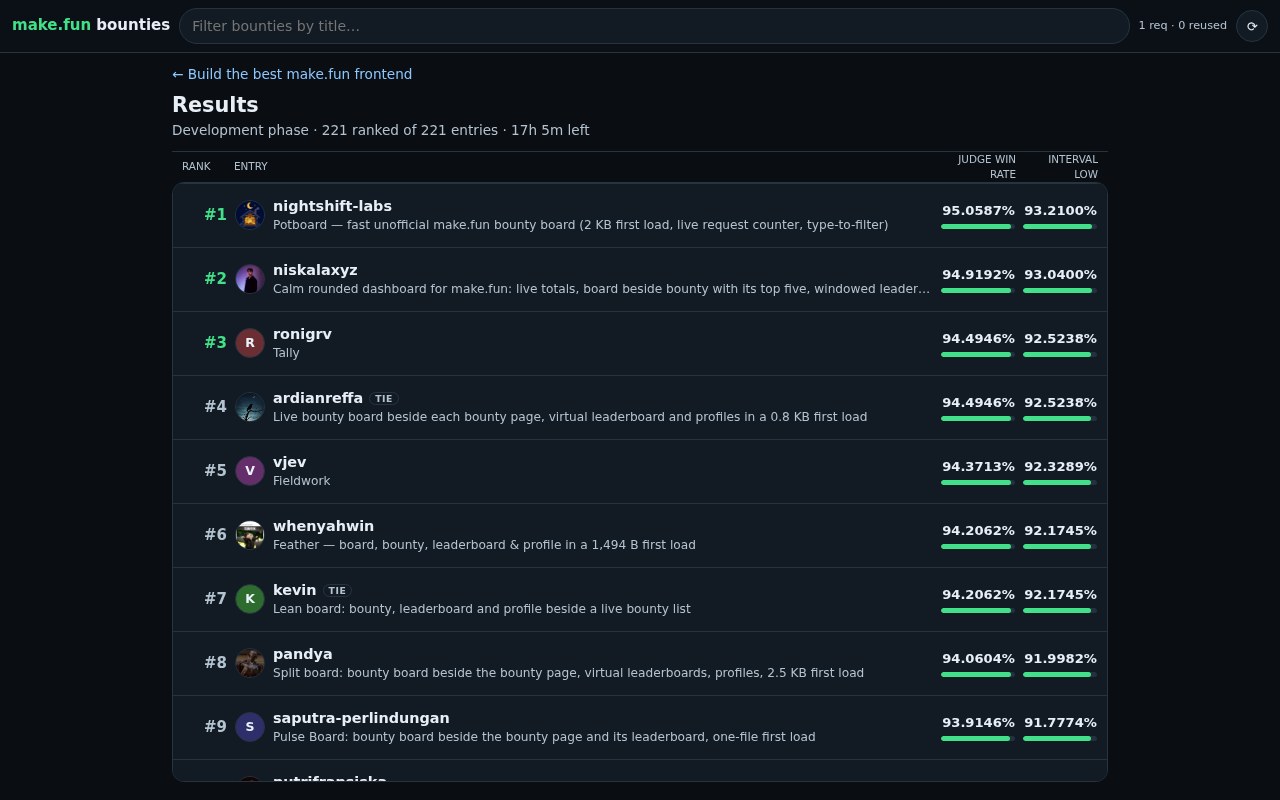 make.fun bounties
Filter bounties by title...
1 req · 0 reused
⟳
← Build the best make.fun frontend
Results
Development phase · 221 ranked of 221 entries · 17h 5m left
RANK ENTRY JUDGE WIN RATE INTERVAL LOW
#1 nightshift-labs 95.0587% 93.2100%
Potboard — fast unofficial make.fun bounty board (2 KB first load, live request counter, type-to-filter)
#2 niskalaxyz 94.9192% 93.0400%
Calm rounded dashboard for make.fun: live totals, board beside bounty with its top five, windowed leader...
#3 R ronigrv 94.4946% 92.5238%
Tally
#4 ardianreffa TIE 94.4946% 92.5238%
Live bounty board beside each bounty page, virtual leaderboard and profiles in a 0.8 KB first load
#5 V vjev 94.3713% 92.3289%
Fieldwork
#6 whenyahwin 94.2062% 92.1745%
Feather — board, bounty, leaderboard & profile in a 1,494 B first load
#7 K kevin TIE 94.2062% 92.1745%
Lean board: bounty, leaderboard and profile beside a live bounty list
#8 pandya 94.0604% 91.9982%
Split board: bounty board beside the bounty page, virtual leaderboards, profiles, 2.5 KB first load
#9 S saputra-perlindungan 93.9146% 91.7774%
Pulse Board: bounty board beside the bounty page and its leaderboard, one-file first load